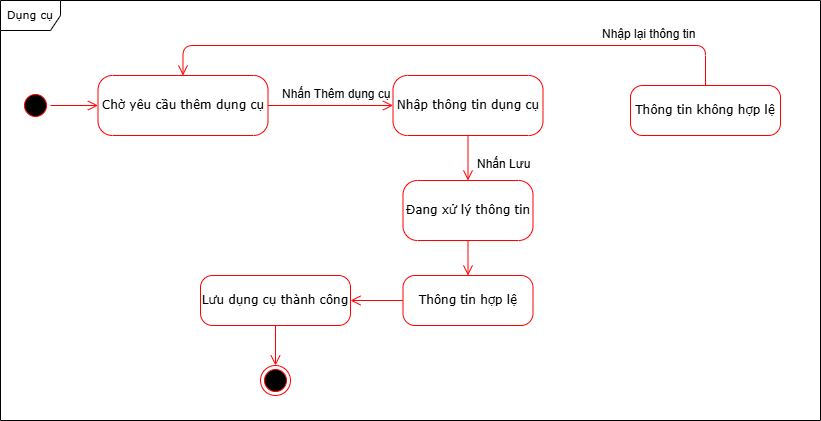 Dụng cụ
Nhập lại thông tin
Chờ yêu cầu thêm dụng cụ
Nhấn Thêm dụng cụ
Nhập thông tin dụng cụ
Thông tin không hợp lệ
Nhấn Lưu
Đang xử lý thông tin
Lưu dụng cụ thành công
Thông tin hợp lệ